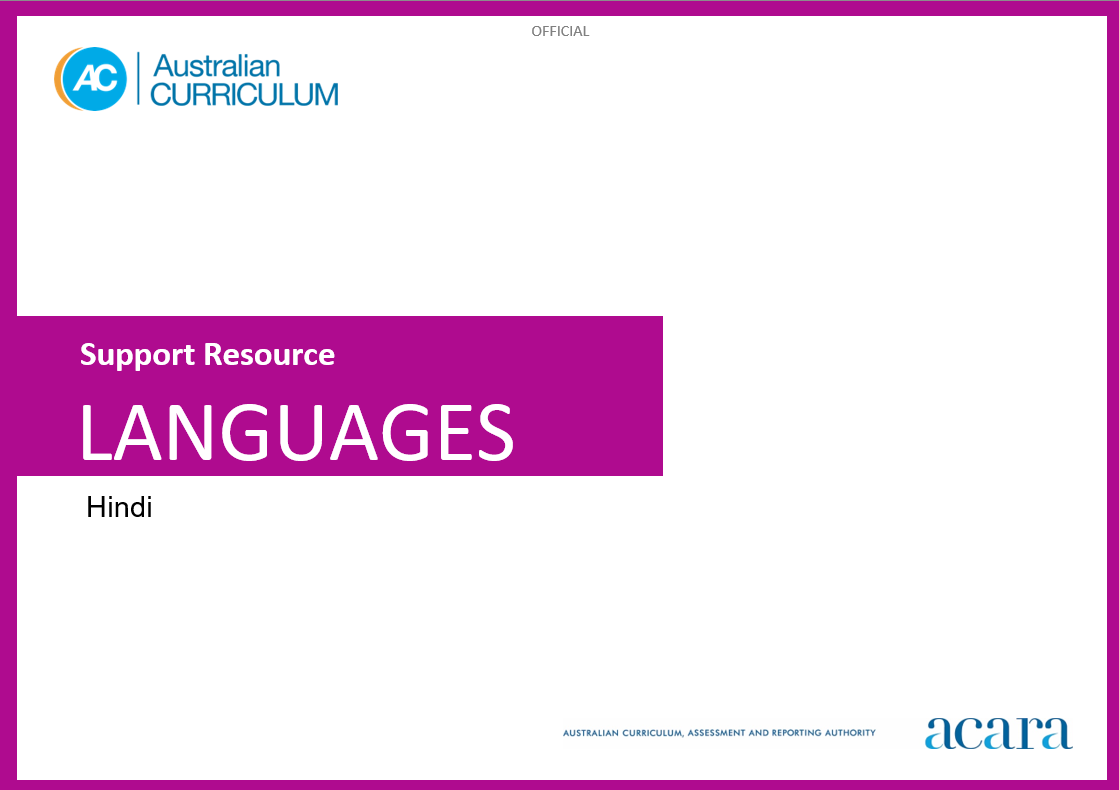 OFFICIAL
AC
Australian
CURRICULUM
Support Resource
LANGUAGES
Hindi
AUSTRALIAN CURRICULUM, ASSESSMENT AND REPORTING AUTHORITY
acara